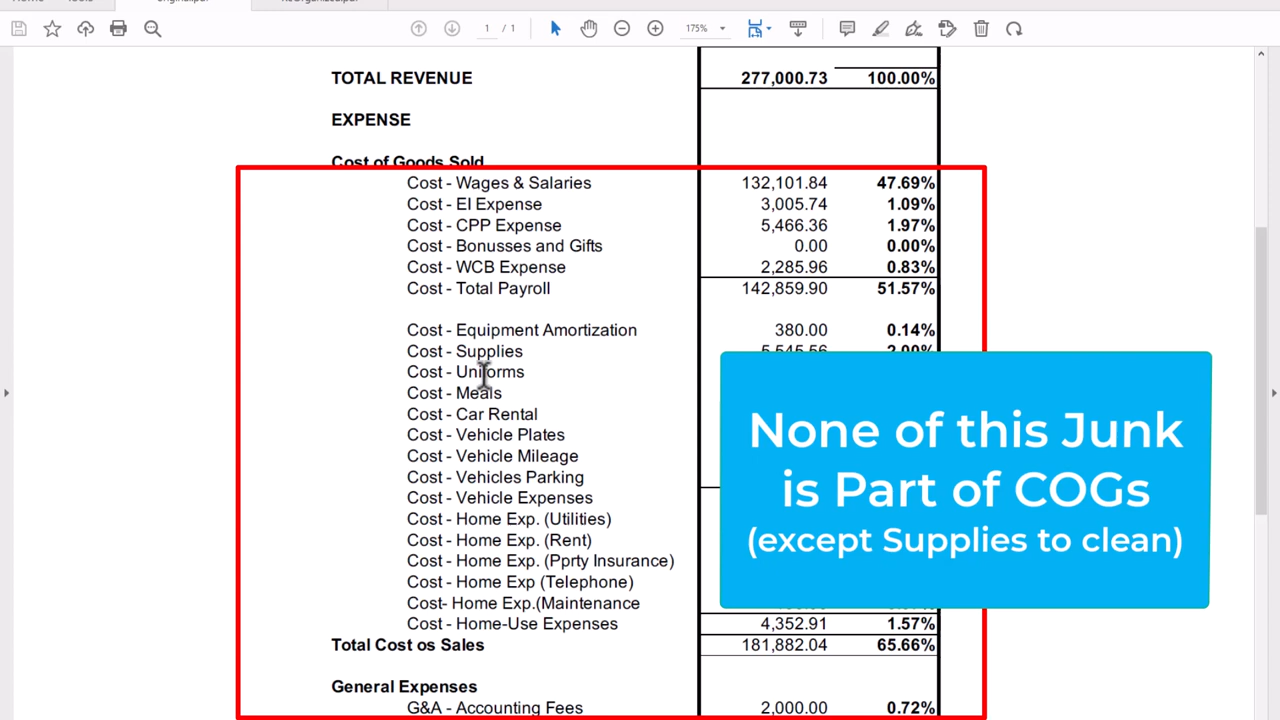 1 / 1
175%
TOTAL REVENUE 277,000.73 100.00%
EXPENSE
Cost of Goods Sold
Cost - Wages & Salaries 132,101.84 47.69%
Cost - EI Expense 3,005.74 1.09%
Cost - CPP Expense 5,466.36 1.97%
Cost - Bonusses and Gifts 0.00 0.00%
Cost - WCB Expense 2,285.96 0.83%
Cost - Total Payroll 142,859.90 51.57%
Cost - Equipment Amortization 380.00 0.14%
Cost - Supplies 5,545.56 2.00%
Cost - Uniforms
Cost - Meals
Cost - Car Rental
Cost - Vehicle Plates
Cost - Vehicle Mileage
Cost - Vehicles Parking
Cost - Vehicle Expenses
Cost - Home Exp. (Utilities)
Cost - Home Exp. (Rent)
Cost - Home Exp. (Pprty Insurance)
Cost - Home Exp (Telephone)
Cost- Home Exp.(Maintenance
Cost - Home-Use Expenses 4,352.91 1.57%
Total Cost os Sales 181,882.04 65.66%
General Expenses
G&A - Accounting Fees 2,000.00 0.72%
None of this Junk
is Part of COGs
(except Supplies to clean)